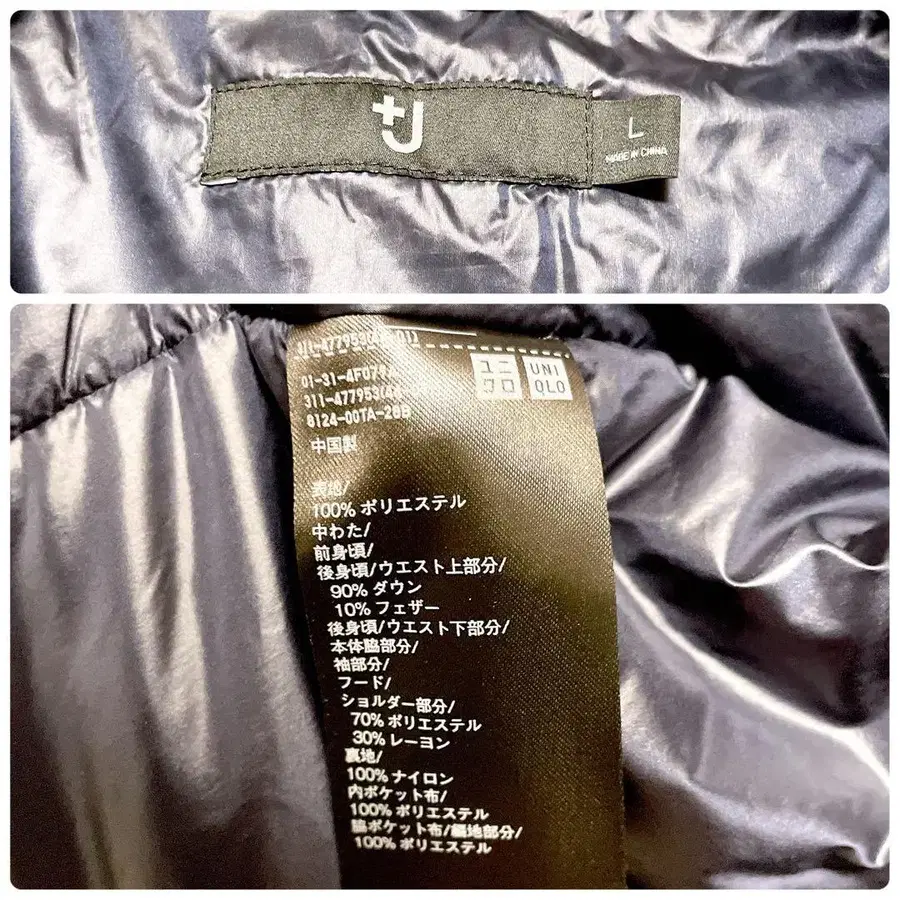 +J
L
MADE IN CHINA
ユニ
クロ
UNI
QLO
01-31-4F07
311-477953
8124-00TA-28B
中国製
表地/
100% ポリエステル
中わた/
前身頃/
後身頃/ウエスト上部分/
90% ダウン
10% フェザー
後身頃/ウエスト下部分/
本体脇部分/
袖部分/
フード/
ショルダー部分/
70% ポリエステル
30% レーヨン
裏地/
100% ナイロン
内ポケット布/
100% ポリエステル
脇ポケット布/編地部分/
100% ポリエステル